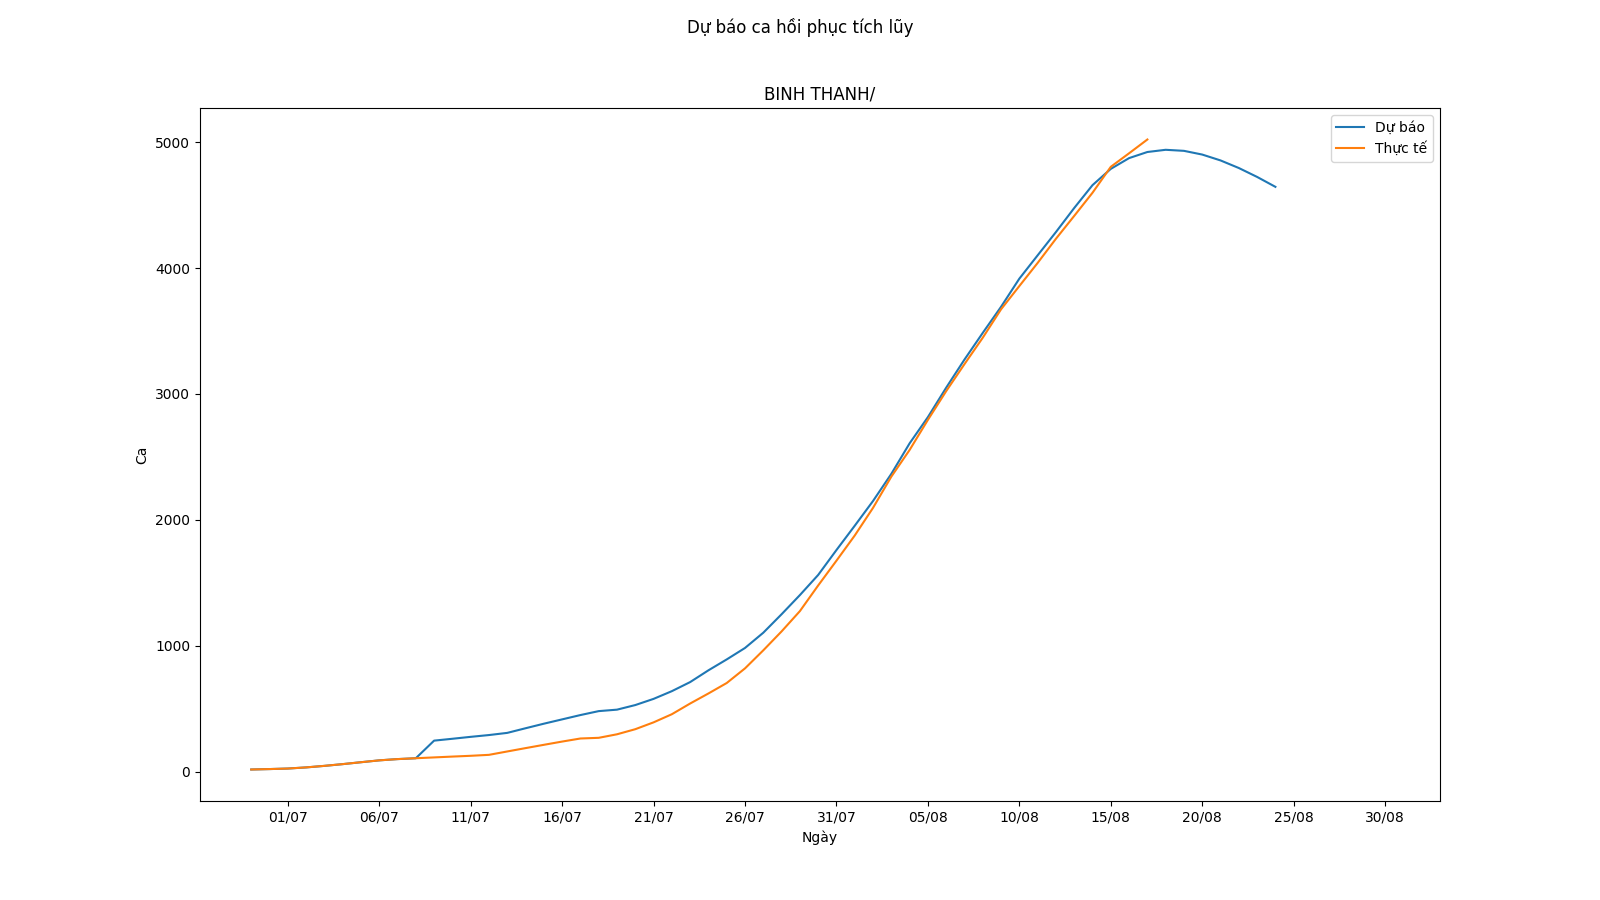 Dự báo ca hồi phục tích lũy
BINH THANH/
Dự báo
Thực tế
5000
4000
3000
2000
1000
0
Ca
01/07 06/07 11/07 16/07 21/07 26/07 31/07 05/08 10/08 15/08 20/08 25/08 30/08
Ngày